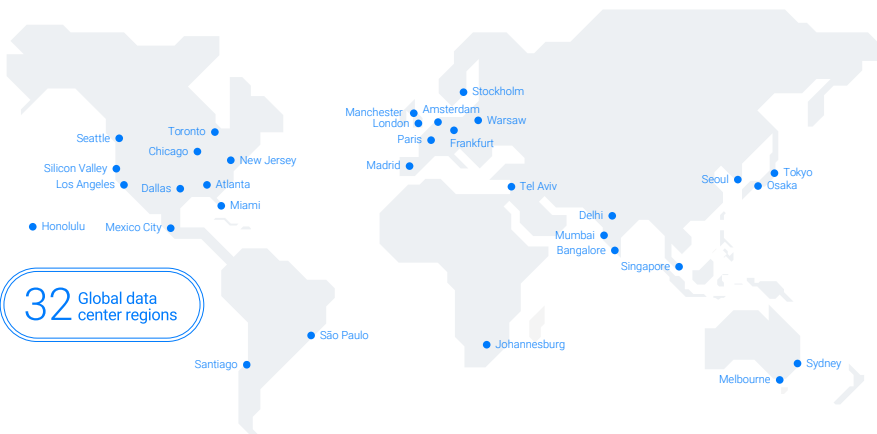 Stockholm
Manchester
Amsterdam
London
Warsaw
Seattle
Toronto
Paris
Frankfurt
Chicago
New Jersey
Silicon Valley
Madrid
Los Angeles
Dallas
Atlanta
Tel Aviv
Seoul
Tokyo
Osaka
Miami
Honolulu
Mexico City
Delhi
Mumbai
Bangalore
Singapore
32 Global data
center regions
São Paulo
Johannesburg
Santiago
Sydney
Melbourne